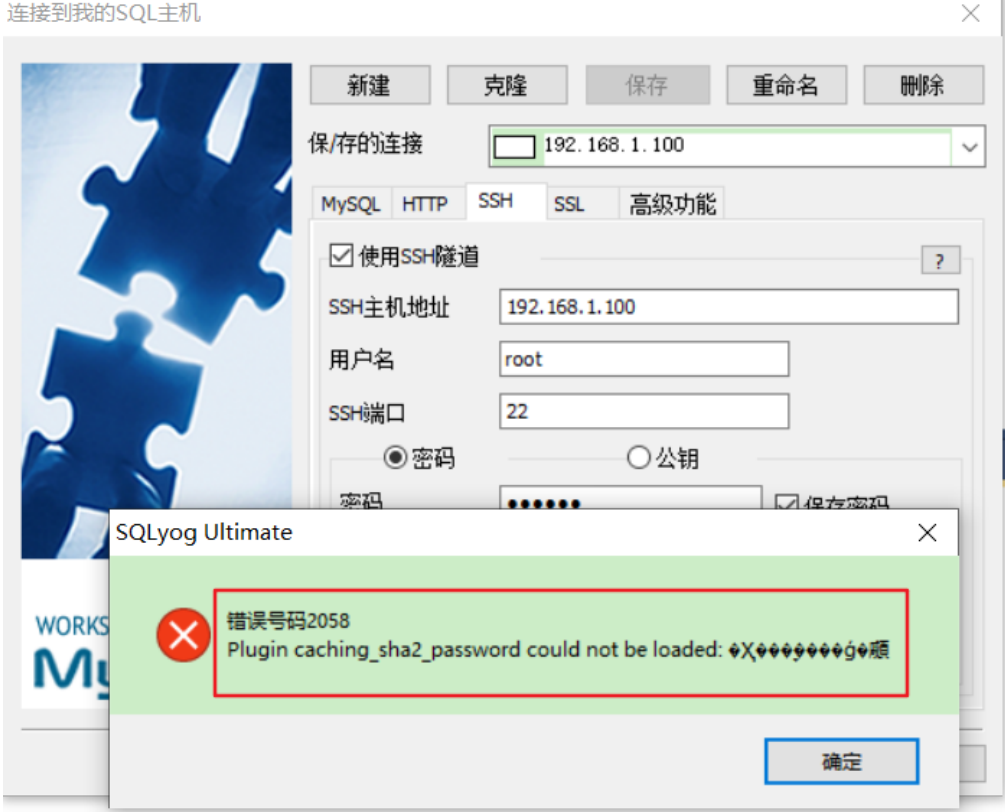 连接到我的SQL主机
新建 克隆 保存 重命名 删除
保/存的连接 192.168.1.100
MySQL HTTP SSH SSL 高级功能
使用SSH隧道 ?
SSH主机地址 192.168.1.100
用户名 root
SSH端口 22
密码 公钥
密码 •••••• 保存密码
SQLyog Ultimate
错误号码2058
Plugin caching_sha2_password could not be loaded:
WORKS
My
确定